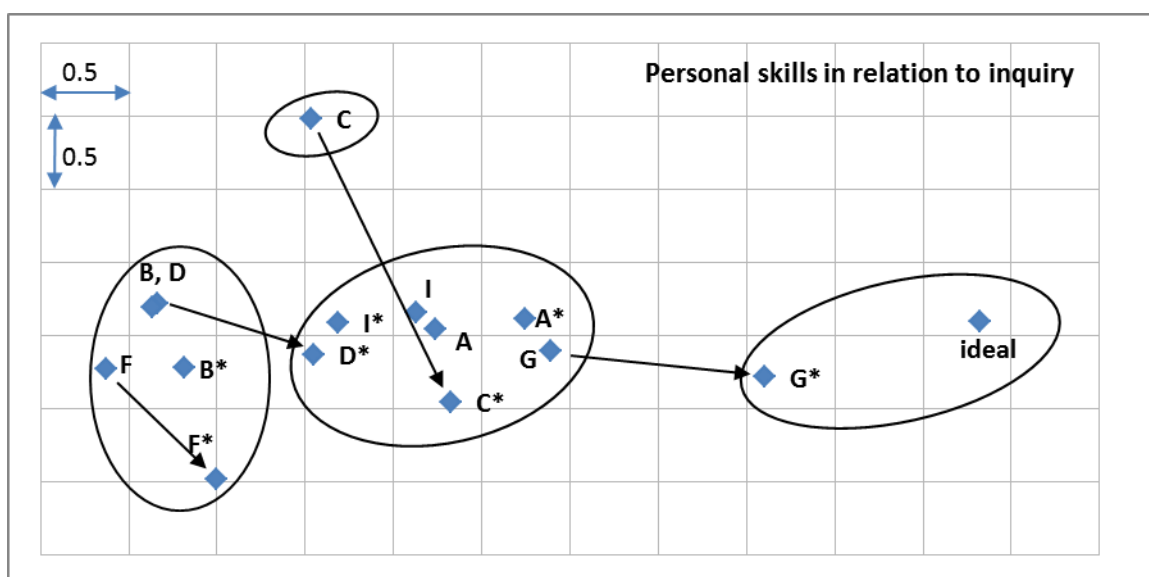 0.5
Personal skills in relation to inquiry
C
0.5
B, D
I
I*
A*
A
ideal
D*
G
F
B*
G*
C*
F*